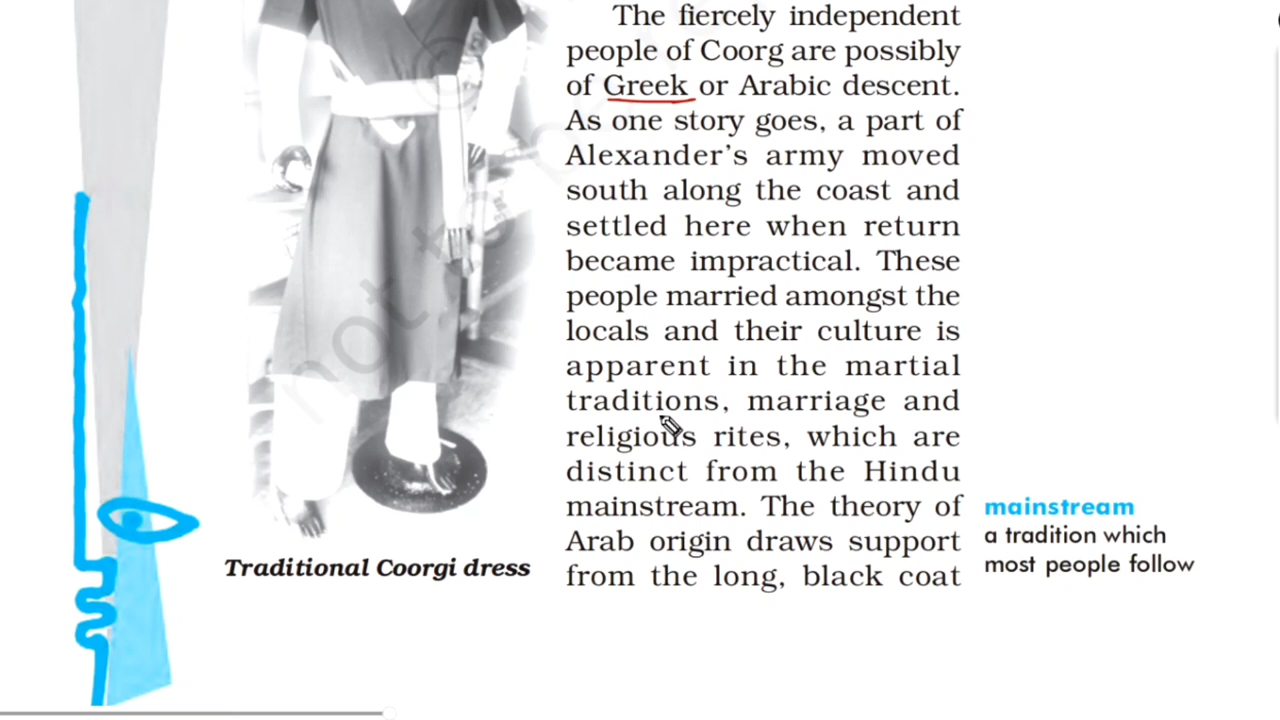 The fiercely independent
people of Coorg are possibly
of Greek or Arabic descent.
As one story goes, a part of
Alexander's army moved
south along the coast and
settled here when return
became impractical. These
people married amongst the
locals and their culture is
apparent in the martial
traditions, marriage and
religious rites, which are
distinct from the Hindu
mainstream. The theory of
Arab origin draws support
from the long, black coat
Traditional Coorgi dress
mainstream
a tradition which
most people follow
not to be